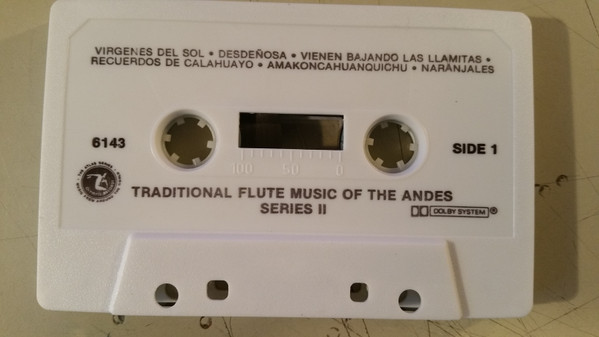 VIRGENES DEL SOL • DESDEÑOSA • VIENEN BAJANDO LAS LLAMITAS •
RECUERDOS DE CALAHUAYO • AMAKONCAHUANQUICHU • NARANJALES
6143
SIDE 1
100 50 0
TRADITIONAL FLUTE MUSIC OF THE ANDES
SERIES II
DOLBY SYSTEM ®